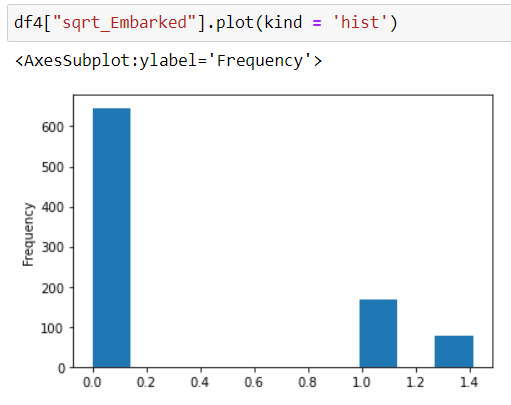 df4["sqrt_Embarked"].plot(kind = 'hist')
<AxesSubplot:ylabel='Frequency'>
600
500
400
300
200
100
0
Frequency
0.0 0.2 0.4 0.6 0.8 1.0 1.2 1.4